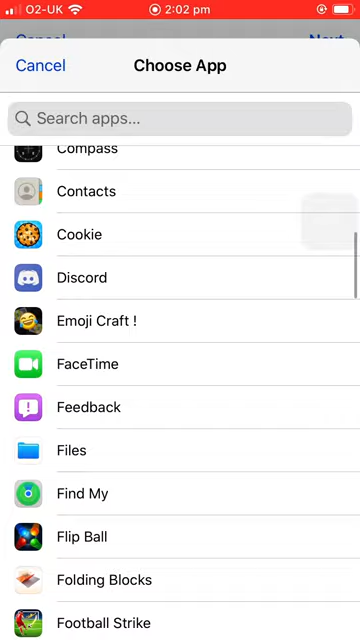 O2-UK 2:02 pm
Cancel Next
Cancel Choose App
Search apps...
Compass
Contacts
Cookie
Discord
Emoji Craft !
FaceTime
Feedback
Files
Find My
Flip Ball
Folding Blocks
Football Strike